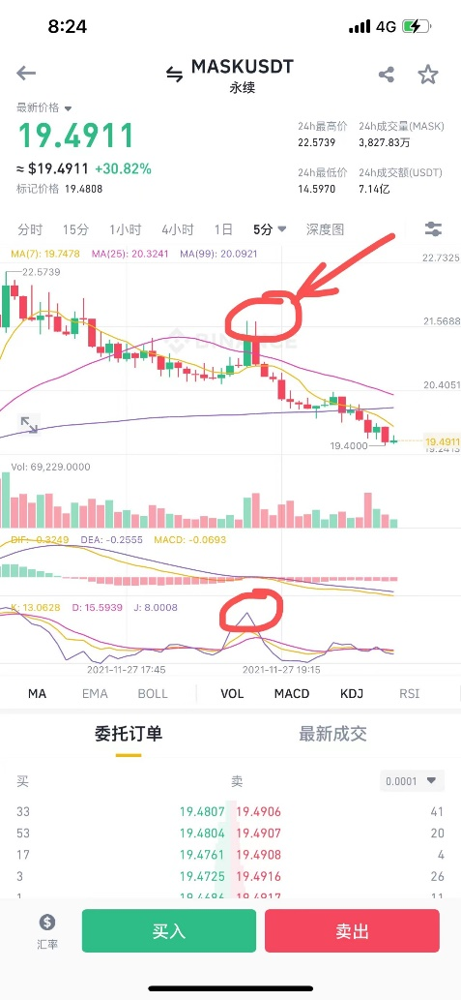 8:24 4G
MASKUSDT
永续
最新价格
19.4911
≈ $19.4911 +30.82%
标记价格 19.4808
24h最高价 24h成交量(MASK)
22.5739 3,827.83万
24h最低价 24h成交额(USDT)
14.5970 7.14亿
分时 15分 1小时 4小时 1日 5分 深度图
MA(7): 19.7478 MA(25): 20.3241 MA(99): 20.0921
22.7325
22.5739
21.5688
BINANCE
20.4051
19.4000
19.4911
19.2415
Vol: 69,229.0000
DIF: -0.3249 DEA: -0.2555 MACD: -0.0693
K: 13.0628 D: 15.5939 J: 8.0008
2021-11-27 17:45 2021-11-27 19:15
MA EMA BOLL VOL MACD KDJ RSI
委托订单 最新成交
买 卖 0.0001
33 19.4807 19.4906 41
53 19.4804 19.4907 20
17 19.4761 19.4908 4
3 19.4725 19.4916 26
1 19.4686 19.4917 11
汇率
买入 卖出